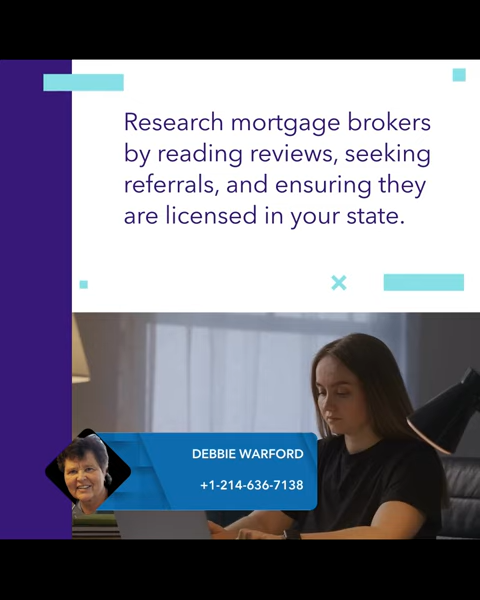 Research mortgage brokers
by reading reviews, seeking
referrals, and ensuring they
are licensed in your state.
DEBBIE WARFORD
+1-214-636-7138